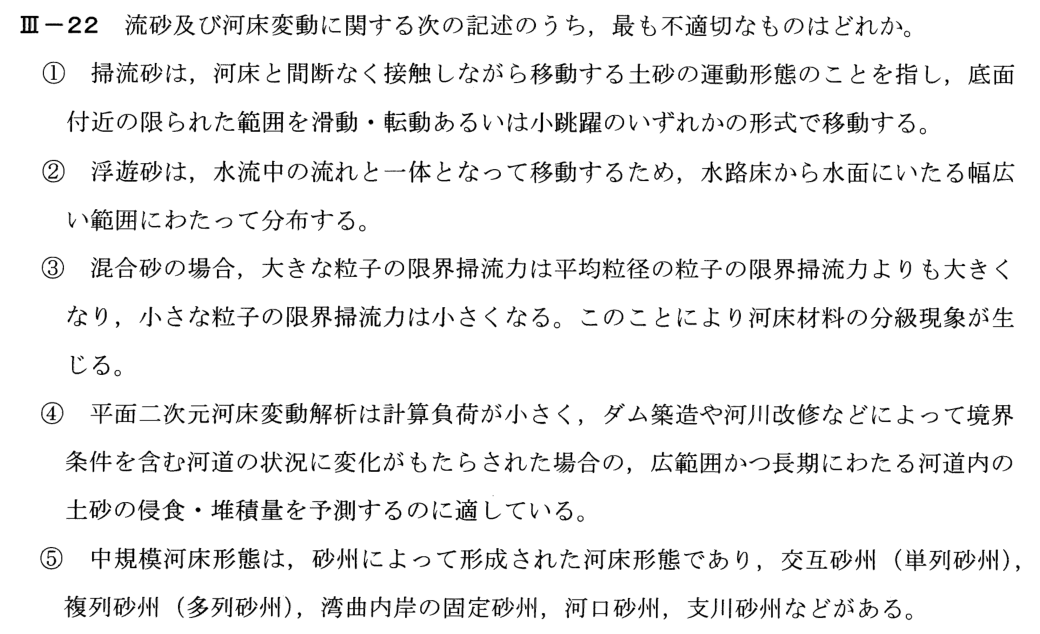 Ⅲ－22　流砂及び河床変動に関する次の記述のうち，最も不適切なものはどれか。
①　掃流砂は，河床と間断なく接触しながら移動する土砂の運動形態のことを指し，底面
付近の限られた範囲を滑動・転動あるいは小跳躍のいずれかの形式で移動する。
②　浮遊砂は，水流中の流れと一体となって移動するため，水路床から水面にいたる幅広
い範囲にわたって分布する。
③　混合砂の場合，大きな粒子の限界掃流力は平均粒径の粒子の限界掃流力よりも大きく
なり，小さな粒子の限界掃流力は小さくなる。このことにより河床材料の分級現象が生
じる。
④　平面二次元河床変動解析は計算負荷が小さく，ダム築造や河川改修などによって境界
条件を含む河道の状況に変化がもたらされた場合の，広範囲かつ長期にわたる河道内の
土砂の侵食・堆積量を予測するのに適している。
⑤　中規模河床形態は，砂州によって形成された河床形態であり，交互砂州（単列砂州），
複列砂州（多列砂州），湾曲内岸の固定砂州，河口砂州，支川砂州などがある。